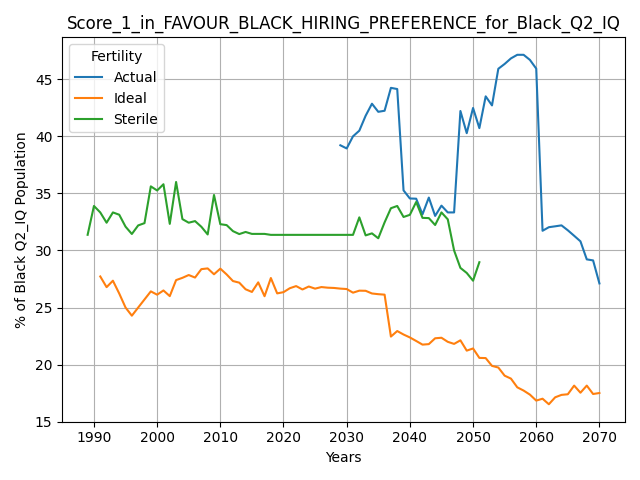 Score_1_in_FAVOUR_BLACK_HIRING_PREFERENCE_for_Black_Q2_IQ
Fertility
Actual
Ideal
Sterile
% of Black Q2_IQ Population
45
40
35
30
25
20
15
1990 2000 2010 2020 2030 2040 2050 2060 2070
Years